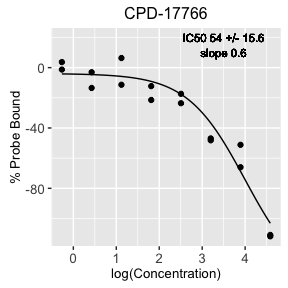 CPD-17766
IC50 54 +/- 15.6
slope 0.6
0
-40
-80
% Probe Bound
0 1 2 3 4
log(Concentration)